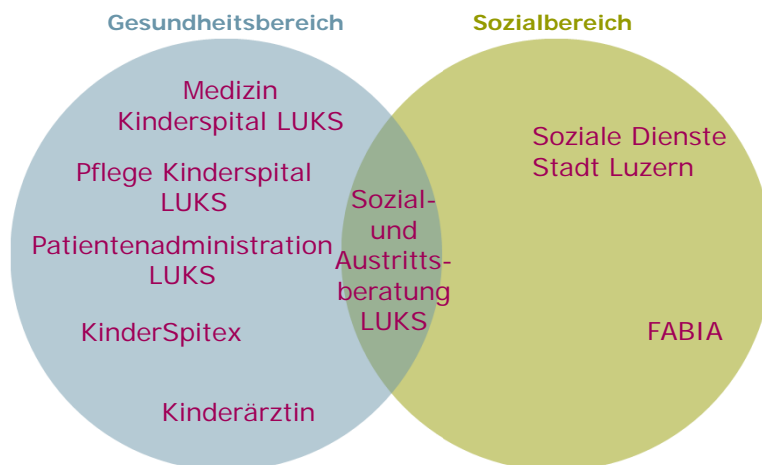 Gesundheitsbereich
Sozialbereich
Medizin
Kinderspital LUKS
Pflege Kinderspital
LUKS
Patientenadministration
LUKS
KinderSpitex
Kinderärztin
Sozial-
und
Austritts-
beratung
LUKS
Soziale Dienste
Stadt Luzern
FABIA